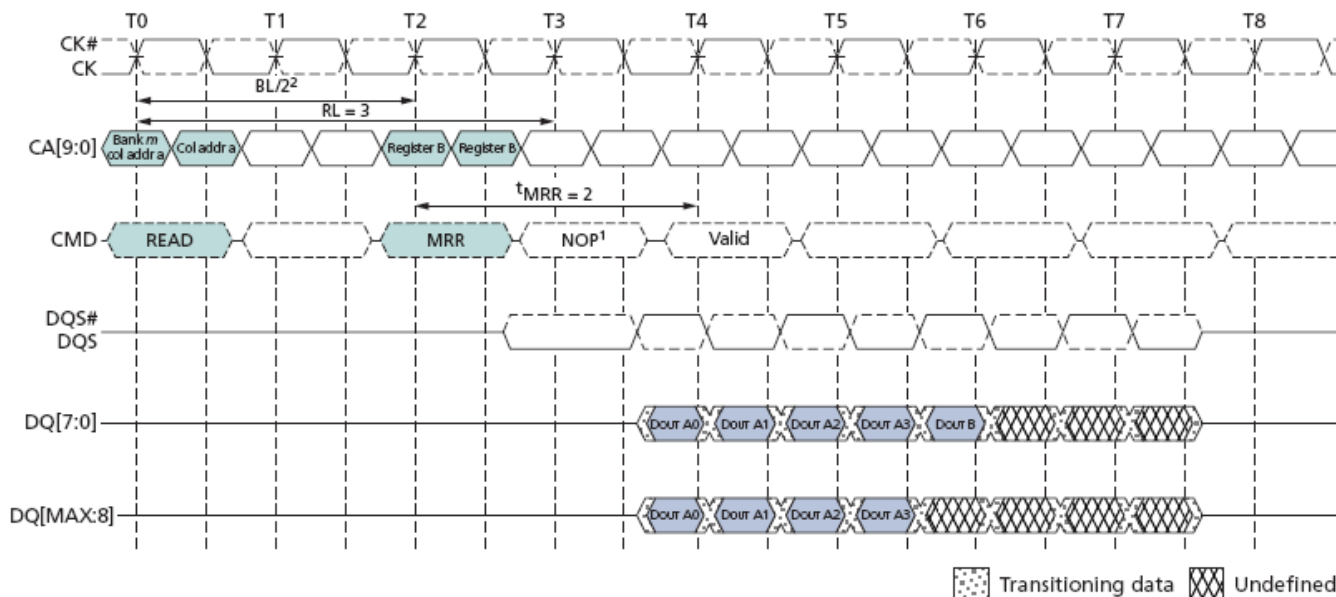 T0 T1 T2 T3 T4 T5 T6 T7 T8
CK#
CK
BL/2²
RL = 3
CA[9:0] Bank m col addr a Col addr a Register B Register B
tMRR = 2
CMD READ MRR NOP¹ Valid
DQS#
DQS
DQ[7:0] DOUT A0 DOUT A1 DOUT A2 DOUT A3 DOUT B
DQ[MAX:8] DOUT A0 DOUT A1 DOUT A2 DOUT A3
Transitioning data Undefined